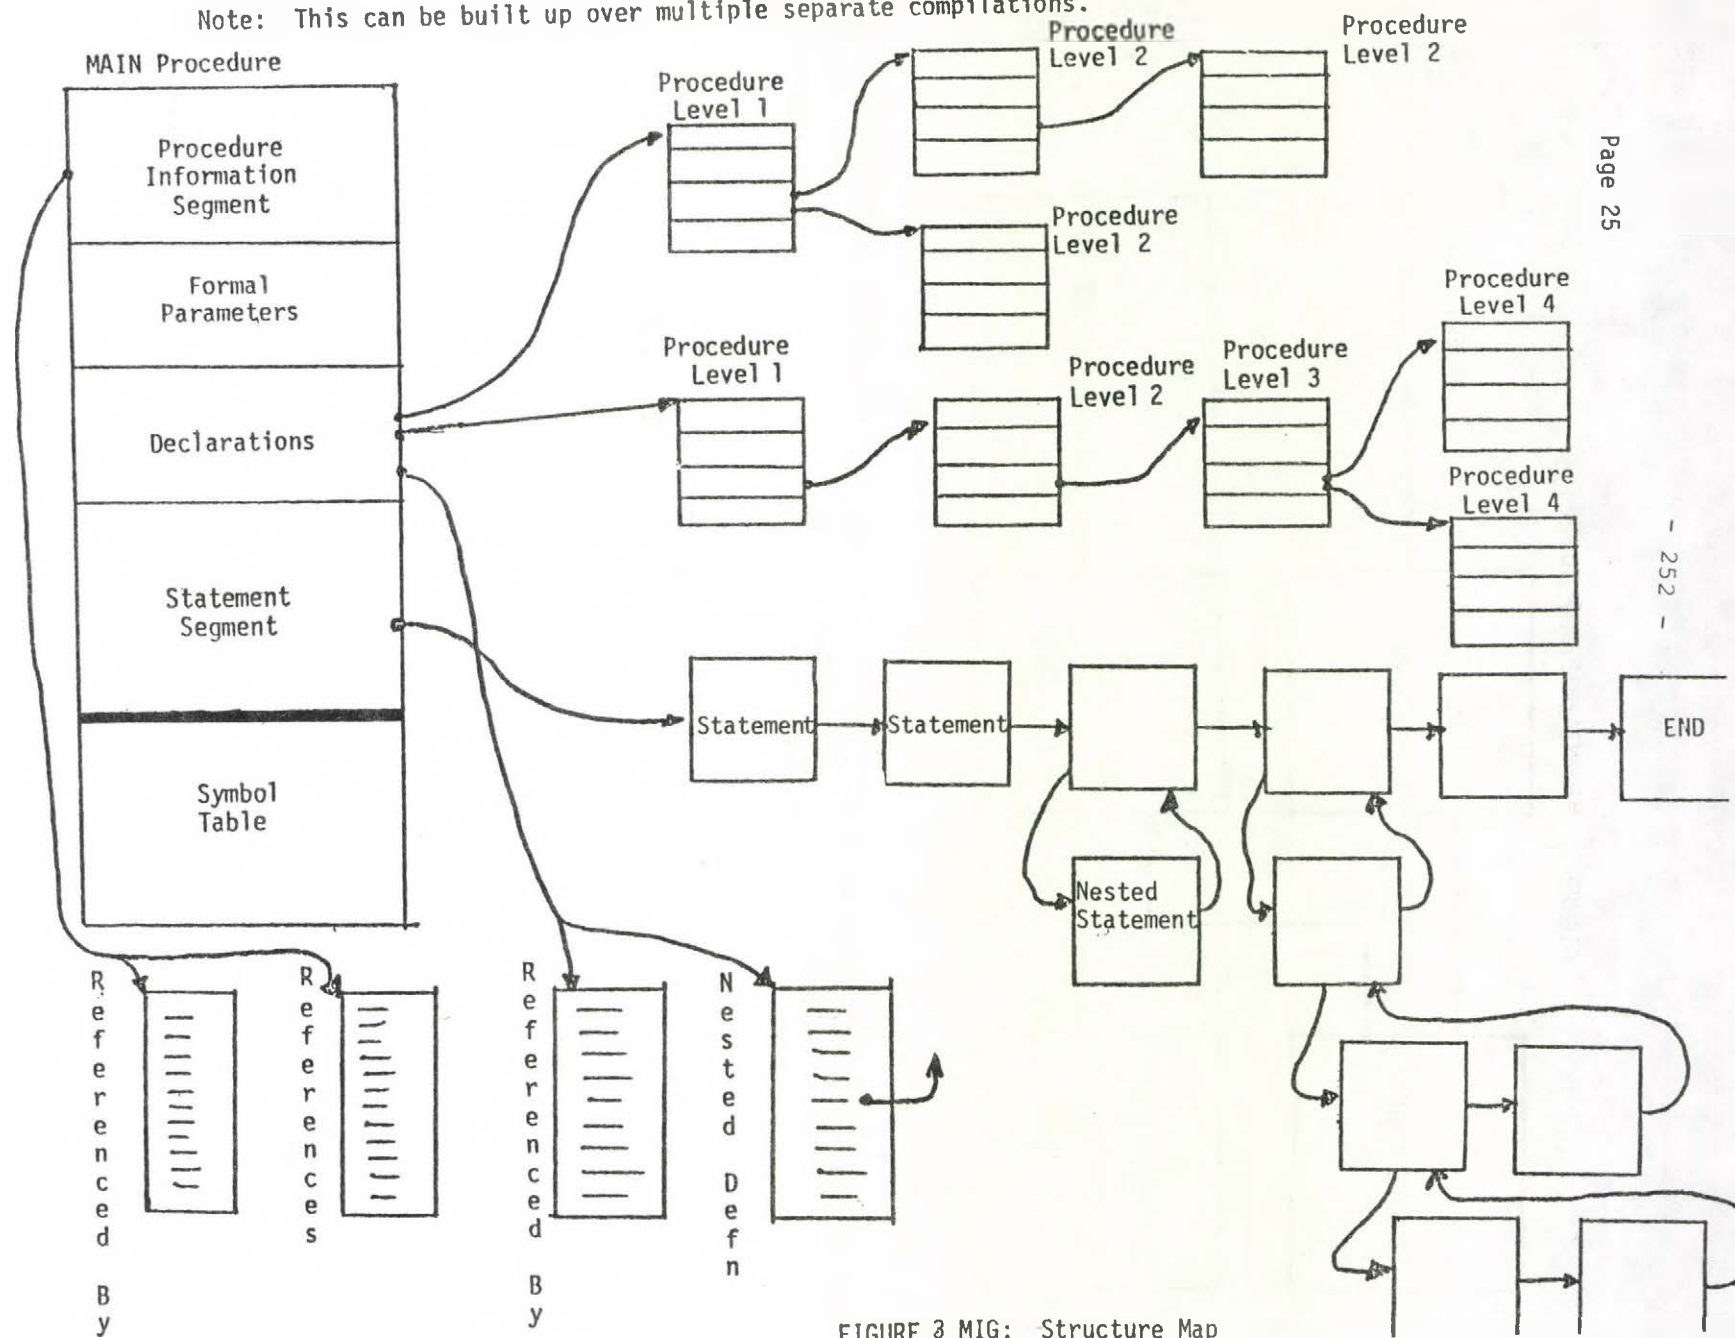 Note: This can be built up over multiple separate compilations.
MAIN Procedure
Procedure
Information
Segment
Formal
Parameters
Declarations
Statement
Segment
Symbol
Table
Procedure
Level 1
Procedure
Level 2
Procedure
Level 2
Procedure
Level 2
Procedure
Level 1
Procedure
Level 2
Procedure
Level 3
Procedure
Level 4
Procedure
Level 4
Page 25
- 252 -
Statement
Statement
END
Nested
Statement
Referenced By
References
Referenced By
Nested Defn
FIGURE 3 MIG: Structure Map